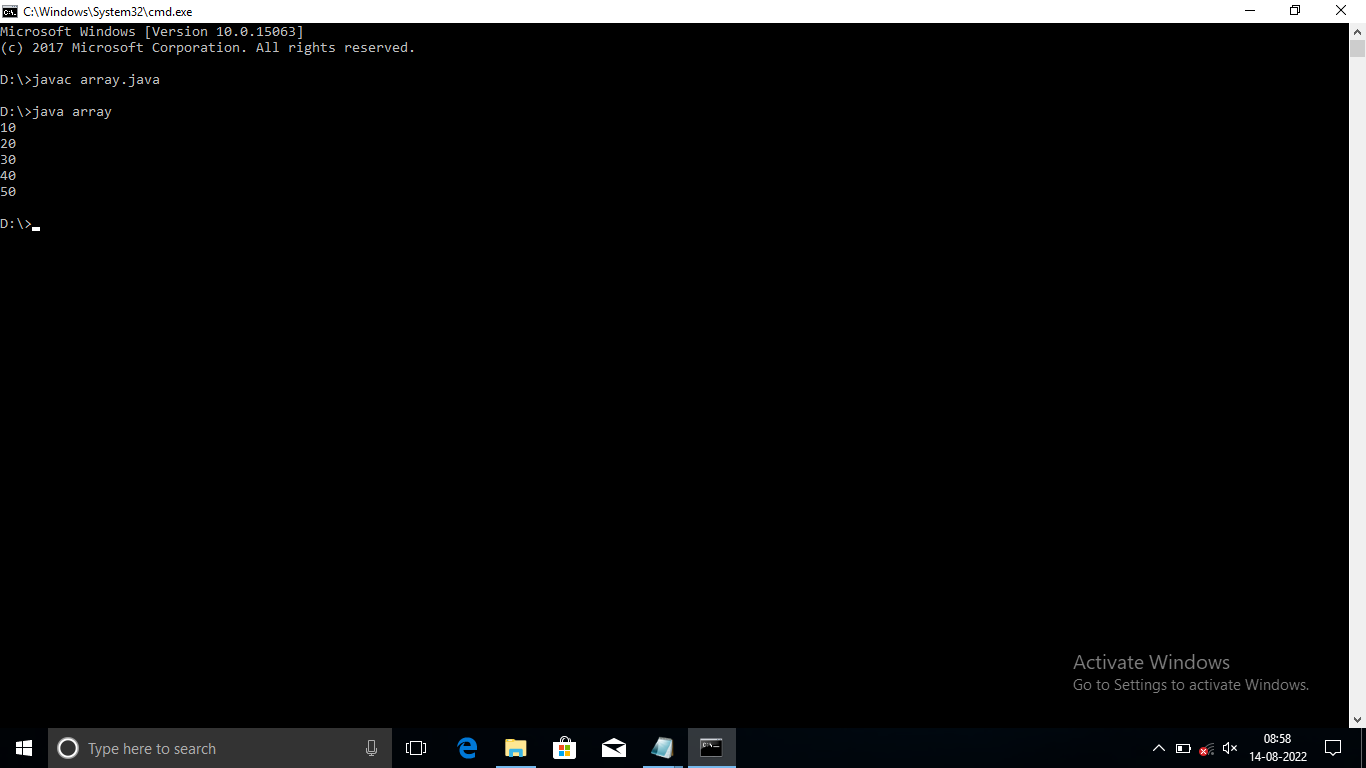 C:\Windows\System32\cmd.exe
Microsoft Windows [Version 10.0.15063]
(c) 2017 Microsoft Corporation. All rights reserved.
D:\>javac array.java
D:\>java array
10
20
30
40
50
D:\>
Activate Windows
Go to Settings to activate Windows.
Type here to search
08:58
14-08-2022